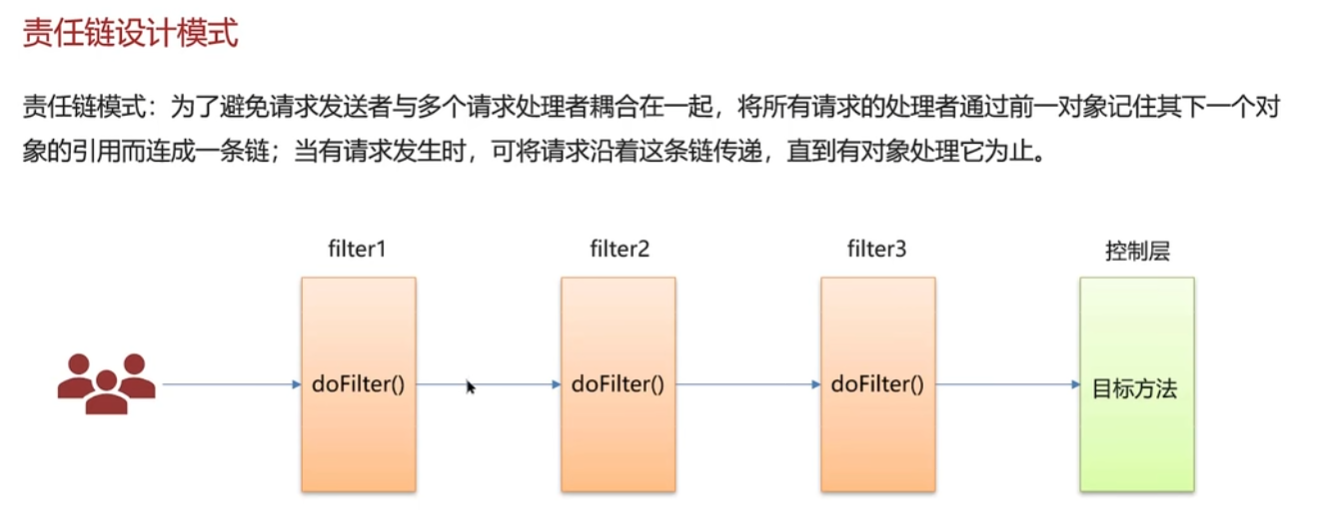 责任链设计模式
责任链模式：为了避免请求发送者与多个请求处理者耦合在一起，将所有请求的处理者通过前一对象记住其下一个对
象的引用而连成一条链；当有请求发生时，可将请求沿着这条链传递，直到有对象处理它为止。
filter1 filter2 filter3 控制层
doFilter() doFilter() doFilter() 目标方法